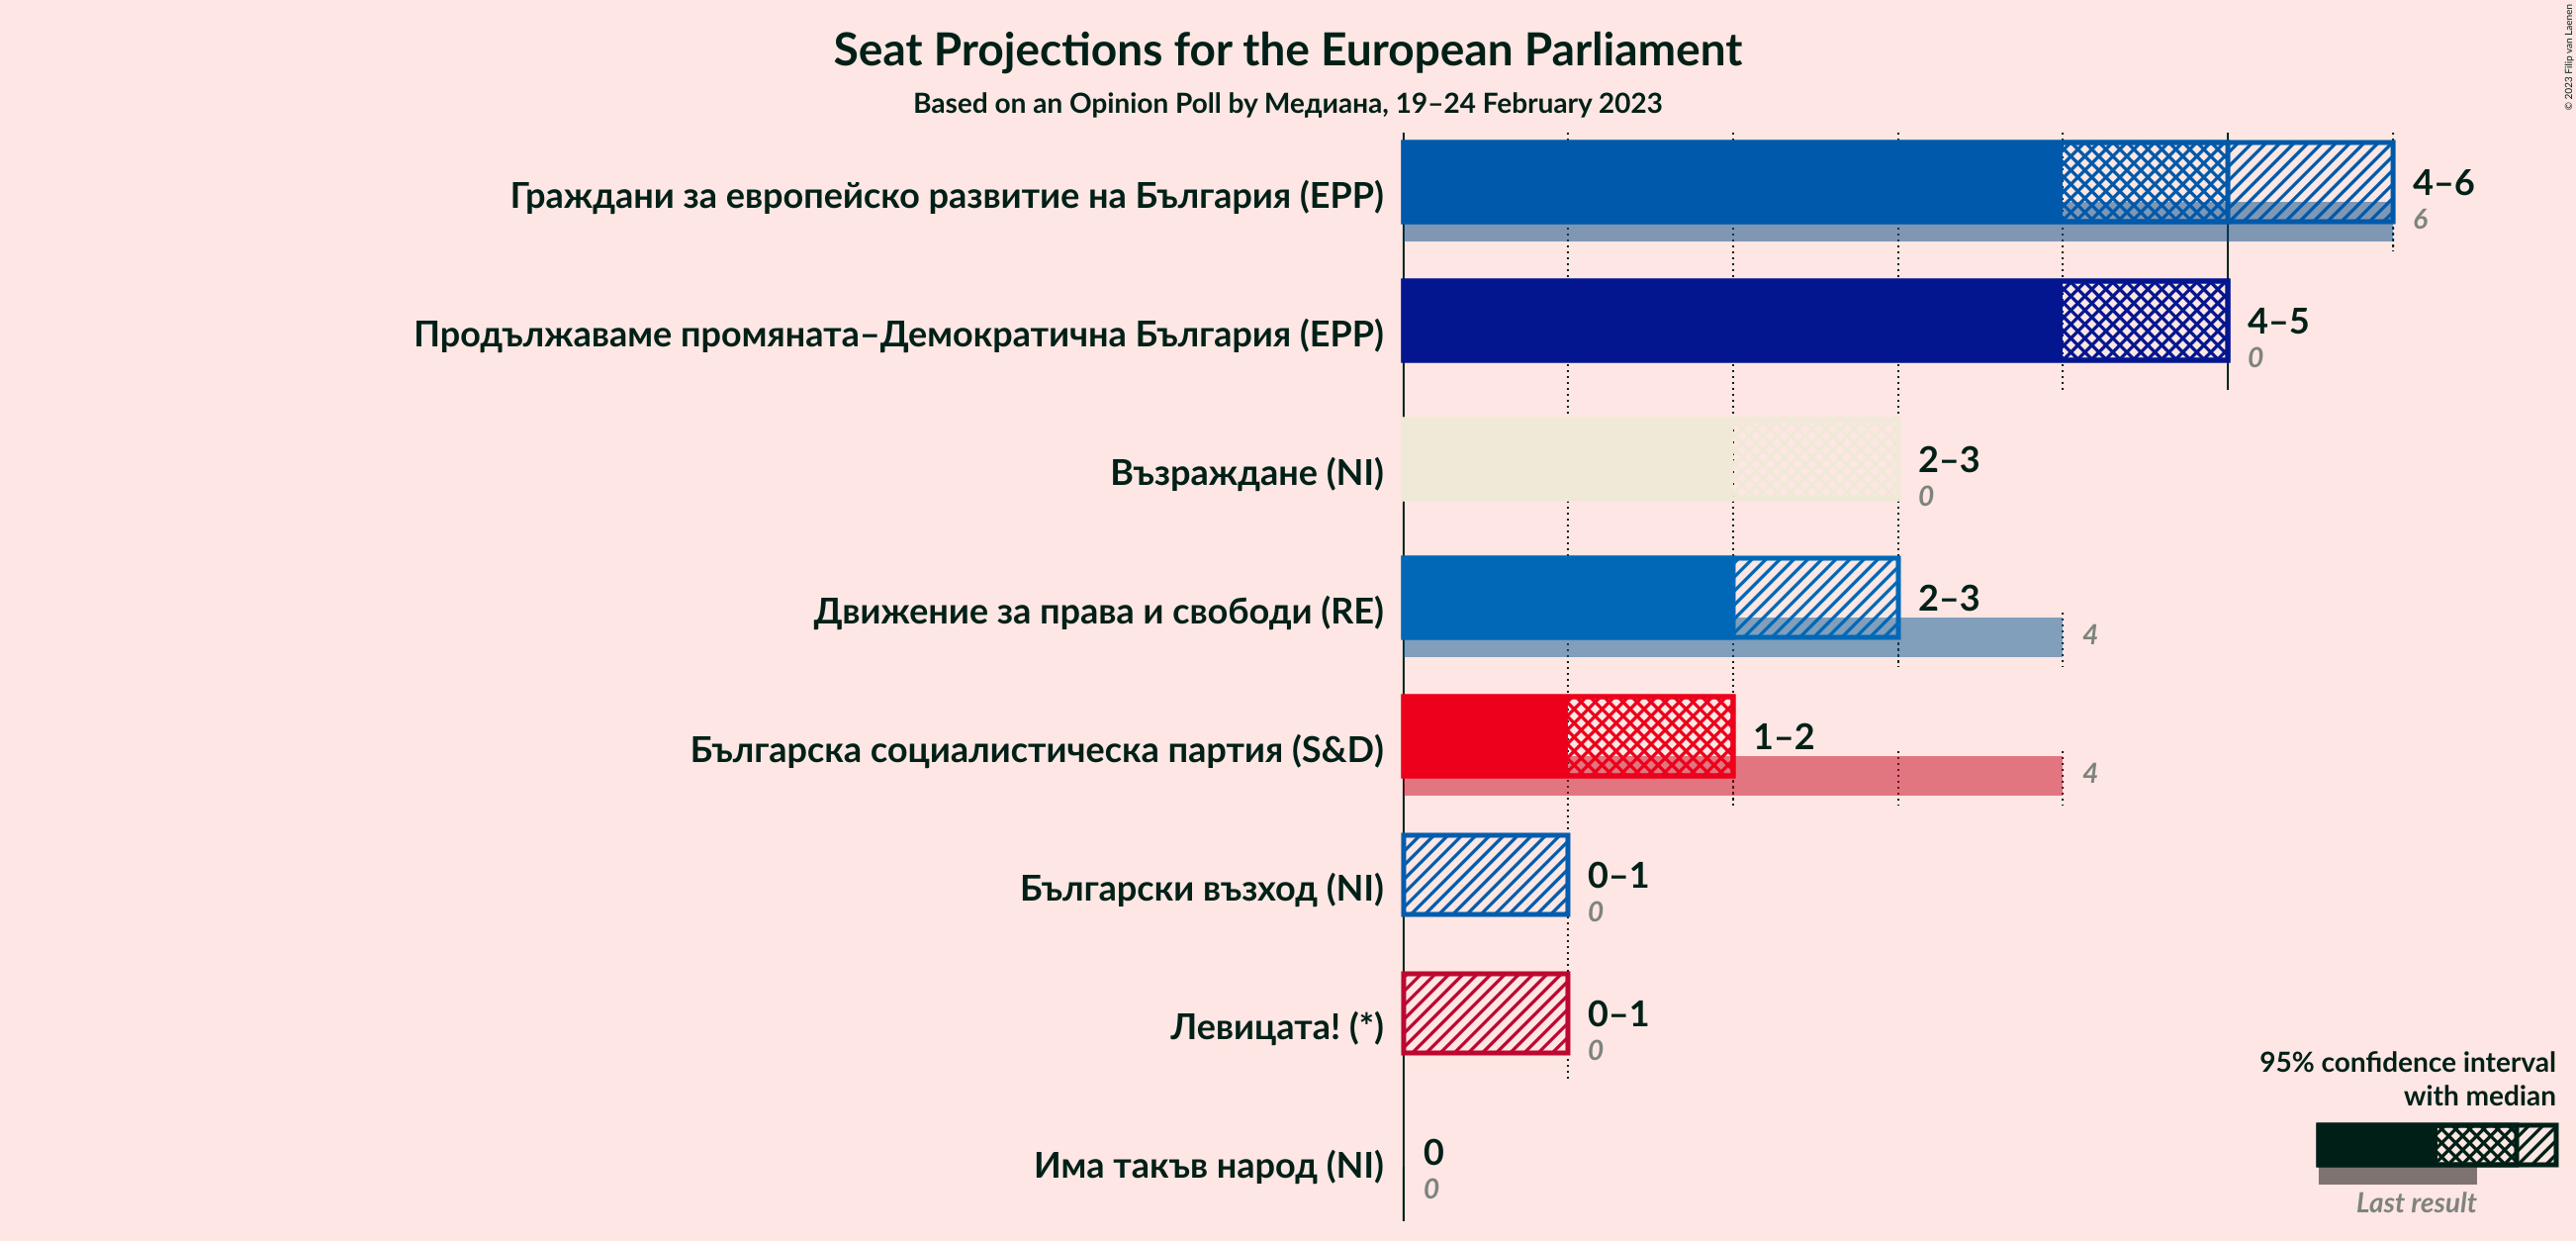 Seat Projections for the European Parliament
Based on an Opinion Poll by Медиана, 19–24 February 2023
© 2023 Filip van Laenen
Граждани за европейско развитие на България (EPP)
4–6
6
Продължаваме промяната–Демократична България (EPP)
4–5
0
Възраждане (NI)
2–3
0
Движение за права и свободи (RE)
2–3
4
Българска социалистическа партия (S&D)
1–2
4
Български възход (NI)
0–1
0
Левицата! (*)
0–1
0
Има такъв народ (NI)
0
0
95% confidence interval
with median
Last result